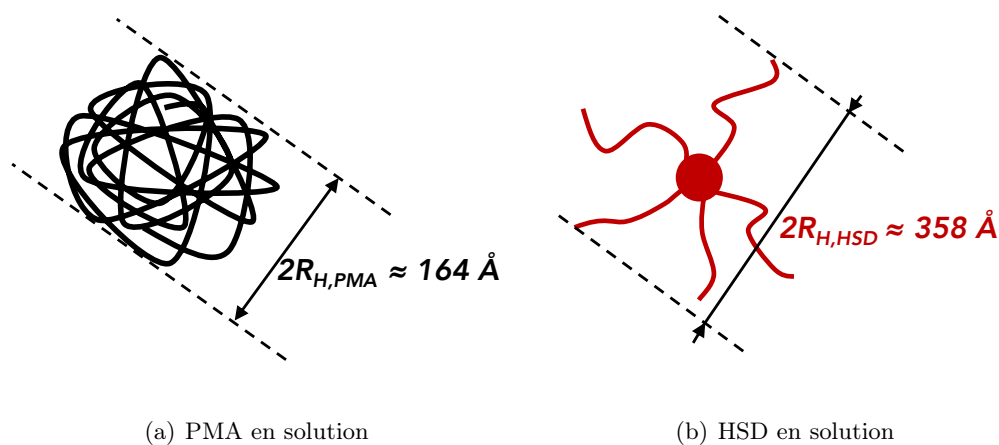 2R_{H,PMA} ≈ 164 Å
2R_{H,HSD} ≈ 358 Å
(a) PMA en solution
(b) HSD en solution